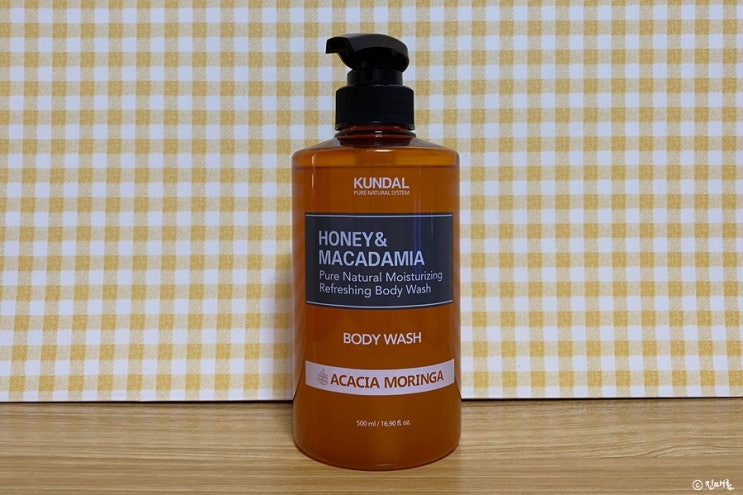 KUNDAL
PURE NATURAL SYSTEM
HONEY&
MACADAMIA
Pure Natural Moisturizing
Refreshing Body Wash
BODY WASH
ACACIA MORINGA
500 ml / 16.90 fl. oz.